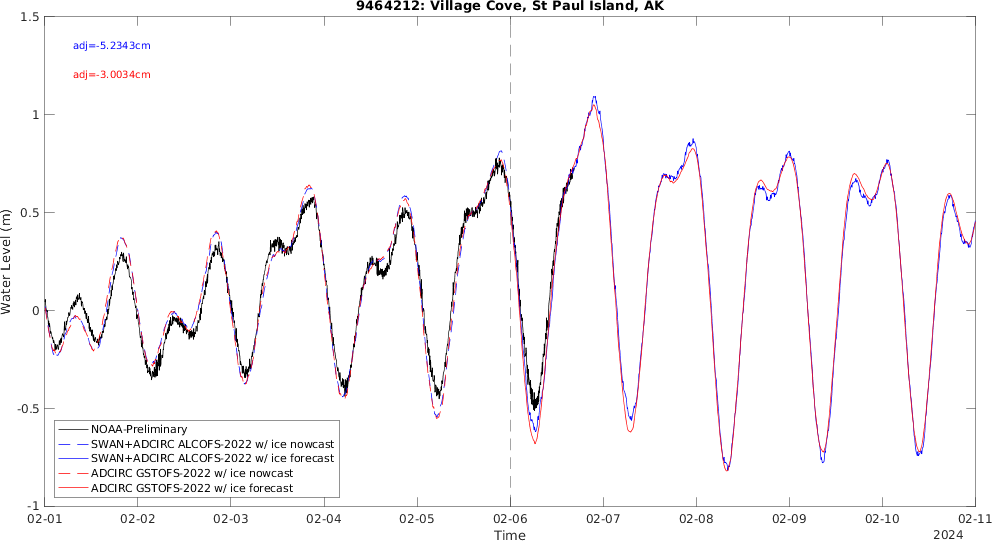 9464212: Village Cove, St Paul Island, AK
1.5
adj=-5.2343cm
adj=-3.0034cm
1
0.5
0
-0.5
-1
Water Level (m)
NOAA-Preliminary
SWAN+ADCIRC ALCOFS-2022 w/ ice nowcast
SWAN+ADCIRC ALCOFS-2022 w/ ice forecast
ADCIRC GSTOFS-2022 w/ ice nowcast
ADCIRC GSTOFS-2022 w/ ice forecast
02-01 02-02 02-03 02-04 02-05 02-06 02-07 02-08 02-09 02-10 02-11
Time
2024